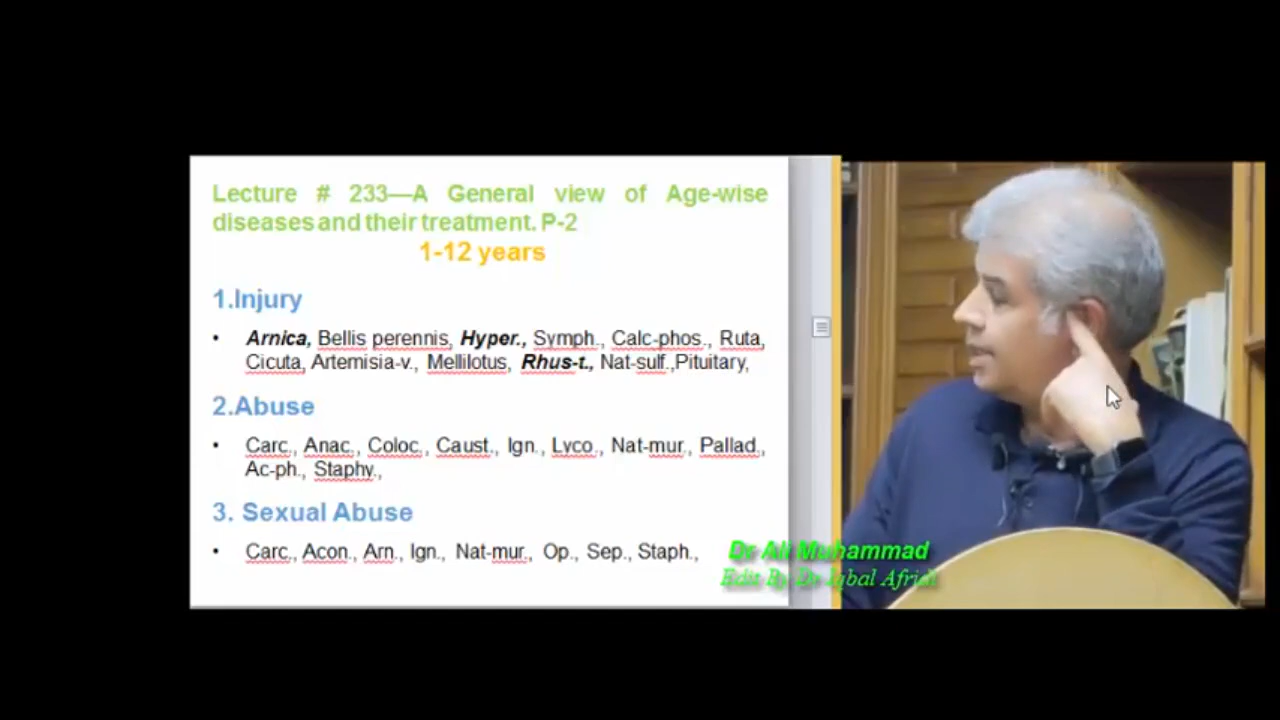 Lecture # 233—A General view of Age-wise
diseases and their treatment. P-2
1-12 years
1.Injury
• Arnica, Bellis perennis, Hyper., Symph., Calc-phos., Ruta,
Cicuta, Artemisia-v., Mellilotus, Rhus-t., Nat-sulf.,Pituitary,
2.Abuse
• Carc., Anac., Coloc., Caust., Ign., Lyco., Nat-mur., Pallad.,
Ac-ph., Staphy.,
3. Sexual Abuse
• Carc., Acon., Arn., Ign., Nat-mur., Op., Sep., Staph.,
Dr Ali Muhammad
Edit By Dr Iqbal Afridi